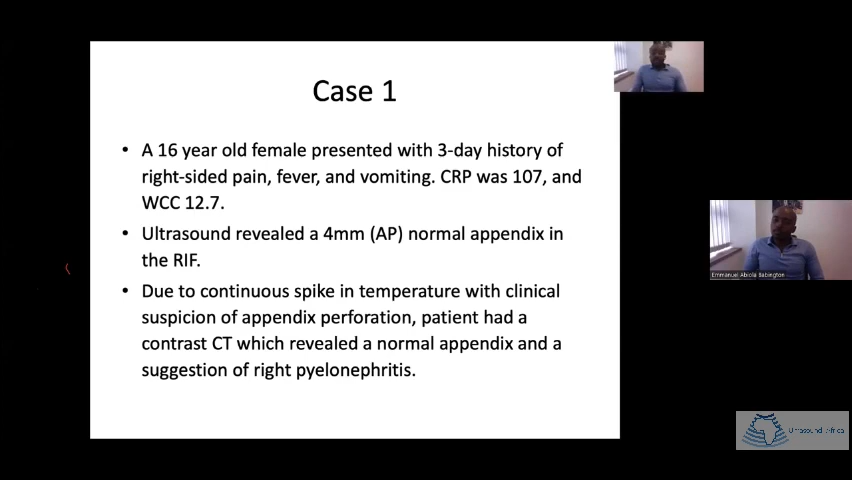 Case 1
• A 16 year old female presented with 3-day history of
right-sided pain, fever, and vomiting. CRP was 107, and
WCC 12.7.
• Ultrasound revealed a 4mm (AP) normal appendix in
the RIF.
• Due to continuous spike in temperature with clinical
suspicion of appendix perforation, patient had a
contrast CT which revealed a normal appendix and a
suggestion of right pyelonephritis.
Emmanuel Abiola Babington
Ultrasound Africa